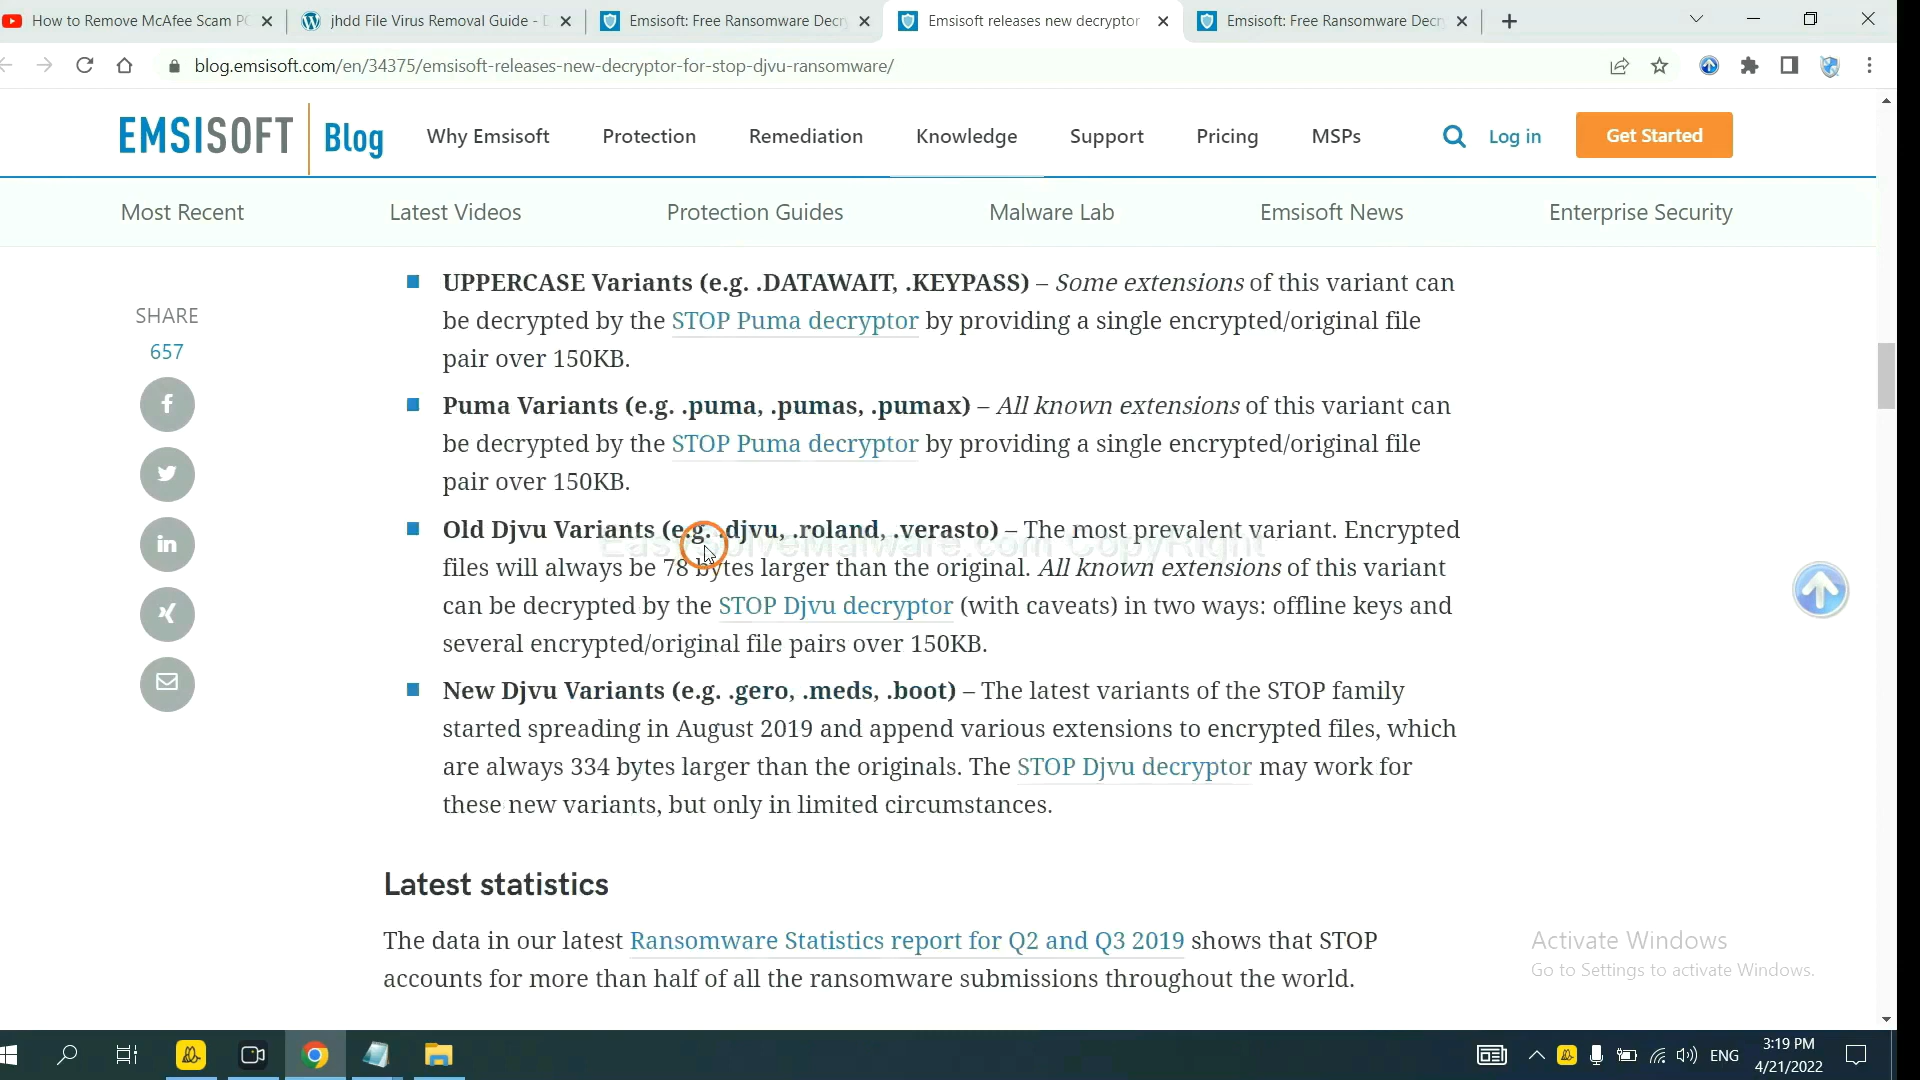 How to Remove McAfee Scam PC
jhdd File Virus Removal Guide - D
Emsisoft: Free Ransomware Decry
Emsisoft releases new decryptor
Emsisoft: Free Ransomware Decry
blog.emsisoft.com/en/34375/emsisoft-releases-new-decryptor-for-stop-djvu-ransomware/
EMSISOFT Blog
Why Emsisoft
Protection
Remediation
Knowledge
Support
Pricing
MSPs
Log in
Get Started
Most Recent
Latest Videos
Protection Guides
Malware Lab
Emsisoft News
Enterprise Security
SHARE
657
UPPERCASE Variants (e.g. .DATAWAIT, .KEYPASS) – Some extensions of this variant can
be decrypted by the STOP Puma decryptor by providing a single encrypted/original file
pair over 150KB.
Puma Variants (e.g. .puma, .pumas, .pumax) – All known extensions of this variant can
be decrypted by the STOP Puma decryptor by providing a single encrypted/original file
pair over 150KB.
Old Djvu Variants (e.g. .djvu, .roland, .verasto) – The most prevalent variant. Encrypted
EasySolveMalware.com CopyRight
files will always be 78 bytes larger than the original. All known extensions of this variant
can be decrypted by the STOP Djvu decryptor (with caveats) in two ways: offline keys and
several encrypted/original file pairs over 150KB.
New Djvu Variants (e.g. .gero, .meds, .boot) – The latest variants of the STOP family
started spreading in August 2019 and append various extensions to encrypted files, which
are always 334 bytes larger than the originals. The STOP Djvu decryptor may work for
these new variants, but only in limited circumstances.
Latest statistics
The data in our latest Ransomware Statistics report for Q2 and Q3 2019 shows that STOP
accounts for more than half of all the ransomware submissions throughout the world.
Activate Windows
Go to Settings to activate Windows.
ENG
3:19 PM
4/21/2022